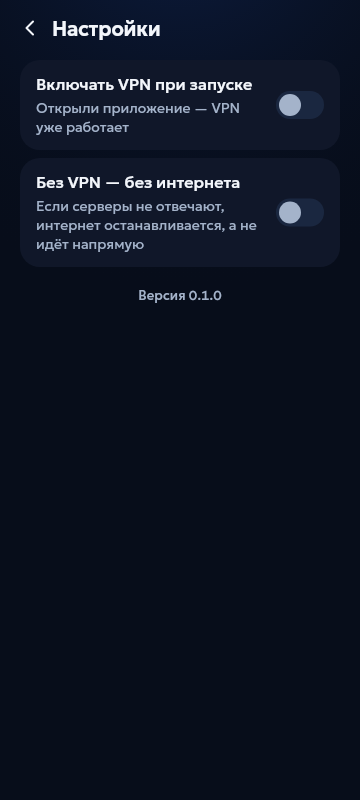 Настройки
Включать VPN при запуске
Открыли приложение — VPN
уже работает
Без VPN — без интернета
Если серверы не отвечают,
интернет останавливается, а не
идёт напрямую
Версия 0.1.0